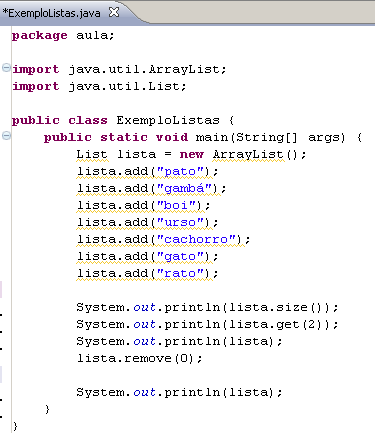 *ExemploListas.java
package aula;
import java.util.ArrayList;
import java.util.List;
public class ExemploListas {
public static void main(String[] args) {
List lista = new ArrayList();
lista.add("pato");
lista.add("gambá");
lista.add("boi");
lista.add("urso");
lista.add("cachorro");
lista.add("gato");
lista.add("rato");
System.out.println(lista.size());
System.out.println(lista.get(2));
System.out.println(lista);
lista.remove(0);
System.out.println(lista);
}
}